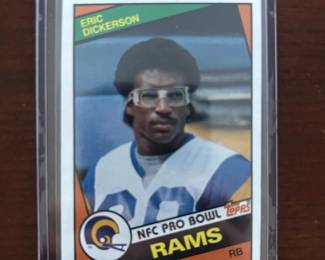 ERIC
DICKERSON
NFC PRO BOWL
Topps
RAMS
RB